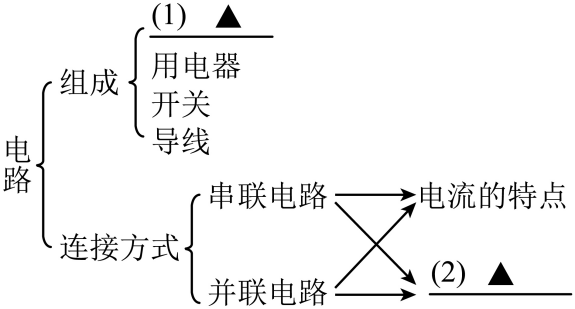 (1) ▲
用电器
组成
开关
导线
电路
串联电路
电流的特点
连接方式
并联电路
(2) ▲